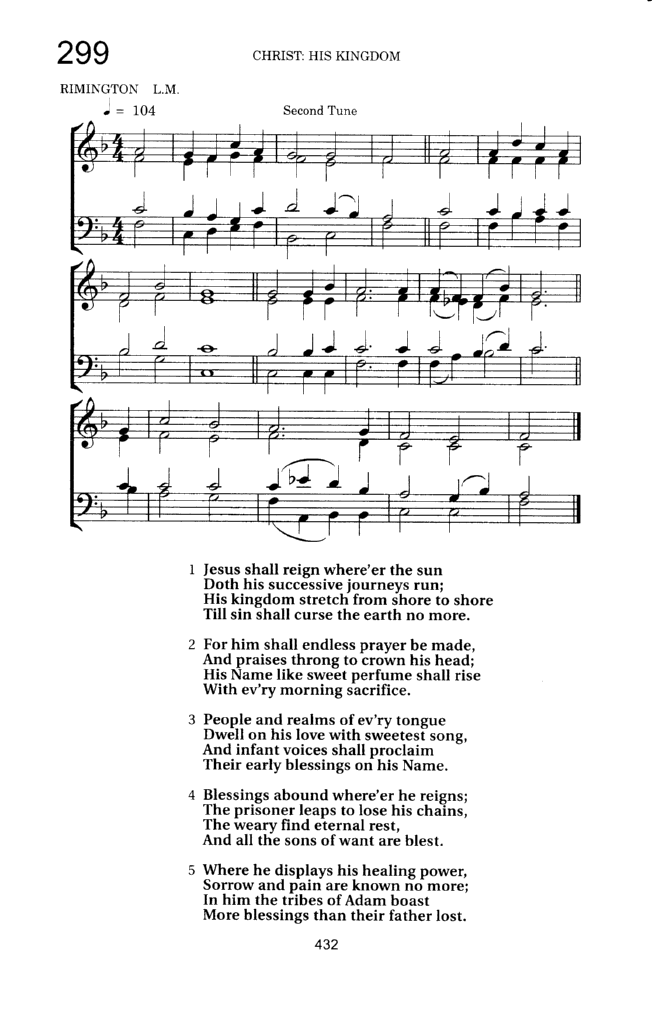 299
CHRIST: HIS KINGDOM
RIMINGTON L.M.
♩ = 104
Second Tune
1 Jesus shall reign where'er the sun
Doth his successive journeys run;
His kingdom stretch from shore to shore
Till sin shall curse the earth no more.
2 For him shall endless prayer be made,
And praises throng to crown his head;
His Name like sweet perfume shall rise
With ev'ry morning sacrifice.
3 People and realms of ev'ry tongue
Dwell on his love with sweetest song,
And infant voices shall proclaim
Their early blessings on his Name.
4 Blessings abound where'er he reigns;
The prisoner leaps to lose his chains,
The weary find eternal rest,
And all the sons of want are blest.
5 Where he displays his healing power,
Sorrow and pain are known no more;
In him the tribes of Adam boast
More blessings than their father lost.
432